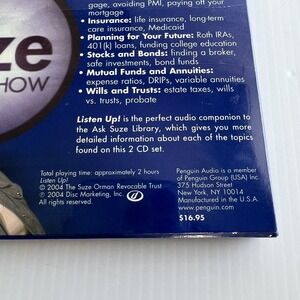 gage, avoiding PMI, paying off your
mortgage
• Insurance: life insurance, long-term
care insurance, Medicaid
• Planning for Your Future: Roth IRAs,
401(k) loans, funding college education
• Stocks and Bonds: finding a broker,
safe investments, bond funds
• Mutual Funds and Annuities:
expense ratios, DRIPs, variable annuities
• Wills and Trusts: estate taxes, wills
vs. trusts, probate
ze
SHOW
Listen Up! is the perfect audio companion to
the Ask Suze Library, which gives you more
detailed information about each of the topics
found on this 2 CD set.
Total playing time: approximately 2 hours
Listen Up!
© 2004 The Suze Orman Revocable Trust
℗ 2004 Disc Marketing, Inc.
Penguin Audio is a member
of Penguin Group (USA) Inc.
375 Hudson Street
New York, NY 10014
Manufactured in the U.S.A.
www.penguin.com
$16.95